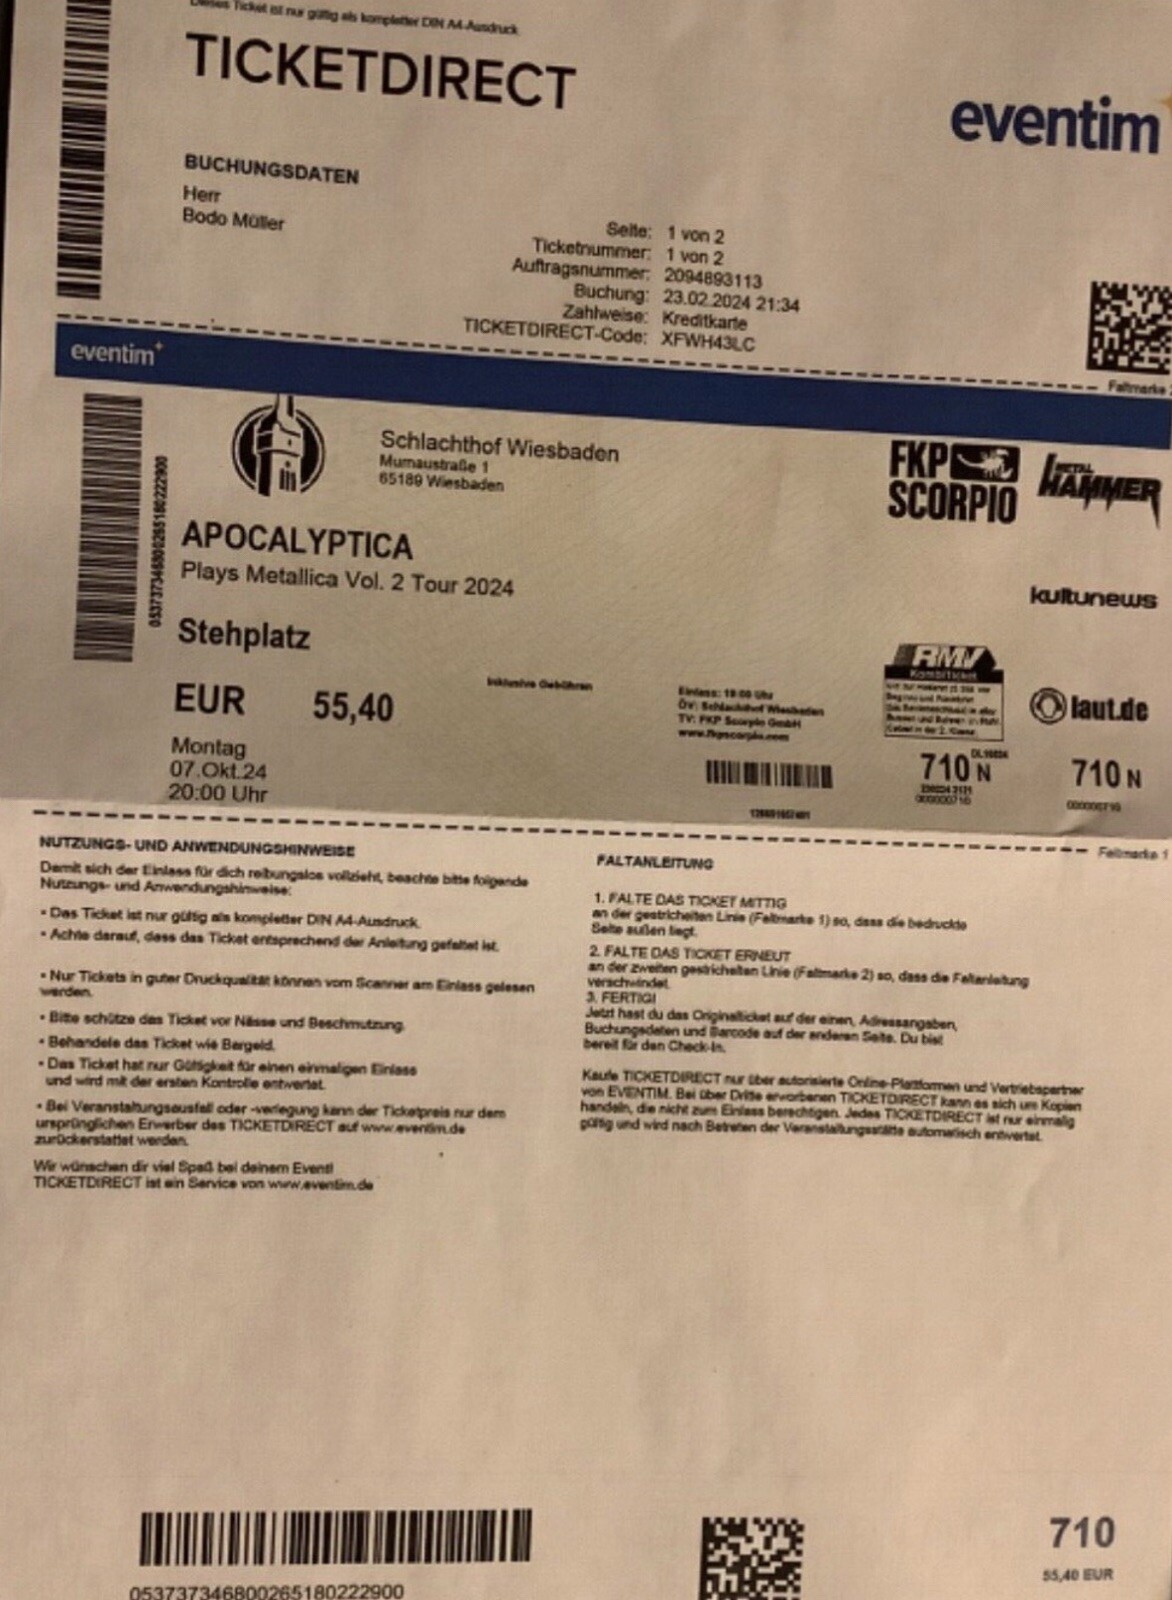 Dieses Ticket ist nur gültig als kompletter DIN A4-Ausdruck
TICKETDIRECT
eventim
BUCHUNGSDATEN
Herr
Bodo Müller
Seite: 1 von 2
Ticketnummer: 1 von 2
Auftragsnummer: 2094893113
Buchung: 23.02.2024 21:34
Zahlweise: Kreditkarte
TICKETDIRECT-Code: XFWH43LC
Faltmarke 2
eventim
053737346800265180222900
Schlachthof Wiesbaden
Murnaustraße 1
65189 Wiesbaden
FKP
SCORPIO
METAL
HAMMER
APOCALYPTICA
Plays Metallica Vol. 2 Tour 2024
kulturnews
Stehplatz
EUR 55,40
Inklusive Gebühren
Einlass: 19:00 Uhr
ÖV: Schlachthof Wiesbaden
TV: FKP Scorpio GmbH
www.fkpscorpio.com
RMV
KombiTicket
laut.de
Montag
07.Okt.24
20:00 Uhr
710 N
000000710
710 N
000000710
Faltmarke 1
NUTZUNGS- UND ANWENDUNGSHINWEISE
Damit sich der Einlass für dich reibungslos vollzieht, beachte bitte folgende
Nutzungs- und Anwendungshinweise:
• Das Ticket ist nur gültig als kompletter DIN A4-Ausdruck.
• Achte darauf, dass das Ticket entsprechend der Anleitung gefaltet ist.
• Nur Tickets in guter Druckqualität können vom Scanner am Einlass gelesen
werden.
• Bitte schütze das Ticket vor Nässe und Beschmutzung.
• Behandele das Ticket wie Bargeld.
• Das Ticket hat nur Gültigkeit für einen einmaligen Einlass
und wird mit der ersten Kontrolle entwertet.
• Bei Veranstaltungsausfall oder -verlegung kann der Ticketpreis nur dem
ursprünglichen Erwerber des TICKETDIRECT auf www.eventim.de
zurückerstattet werden.
Wir wünschen dir viel Spaß bei deinem Event!
TICKETDIRECT ist ein Service von www.eventim.de
FALTANLEITUNG
1. FALTE DAS TICKET MITTIG
an der gestrichelten Linie (Faltmarke 1) so, dass die bedruckte
Seite außen liegt.
2. FALTE DAS TICKET ERNEUT
an der zweiten gestrichelten Linie (Faltmarke 2) so, dass die Faltanleitung
verschwindet.
3. FERTIG!
Jetzt hast du das Originalticket auf der einen, Adressangaben,
Buchungsdaten und Barcode auf der anderen Seite. Du bist
bereit für den Check-In.
Kaufe TICKETDIRECT nur über autorisierte Online-Plattformen und Vertriebspartner
von EVENTIM. Bei über Dritte erworbenen TICKETDIRECT kann es sich um Kopien
handeln, die nicht zum Einlass berechtigen. Jedes TICKETDIRECT ist nur einmalig
gültig und wird nach Betreten der Veranstaltungsstätte automatisch entwertet.
053737346800265180222900
710
55,40 EUR